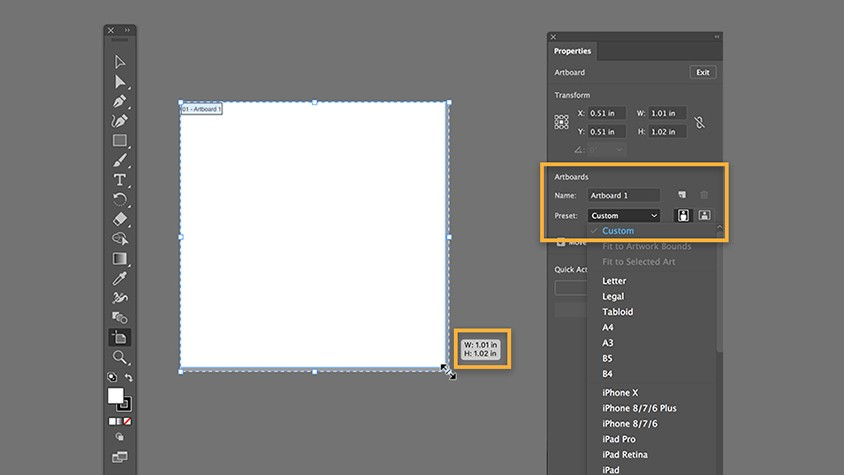 01 - Artboard 1
W: 1.01 in
H: 1.02 in
Properties
Artboard
Exit
Transform
X: 0.51 in W: 1.01 in
Y: 0.51 in H: 1.02 in
Artboards
Name: Artboard 1
Preset: Custom
Custom
Move
Fit to Artwork Bounds
Fit to Selected Art
Quick Act
Letter
Legal
Tabloid
A4
A3
B5
B4
iPhone X
iPhone 8/7/6 Plus
iPhone 8/7/6
iPad Pro
iPad Retina
iPad